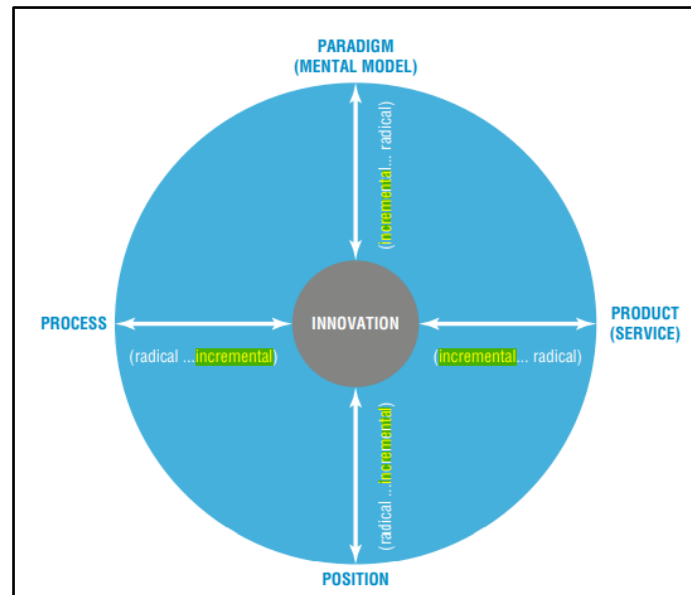 PARADIGM
(MENTAL MODEL)
(incremental... radical)
PROCESS
INNOVATION
PRODUCT
(SERVICE)
(radical ...incremental)
(incremental... radical)
(radical ...incremental)
POSITION